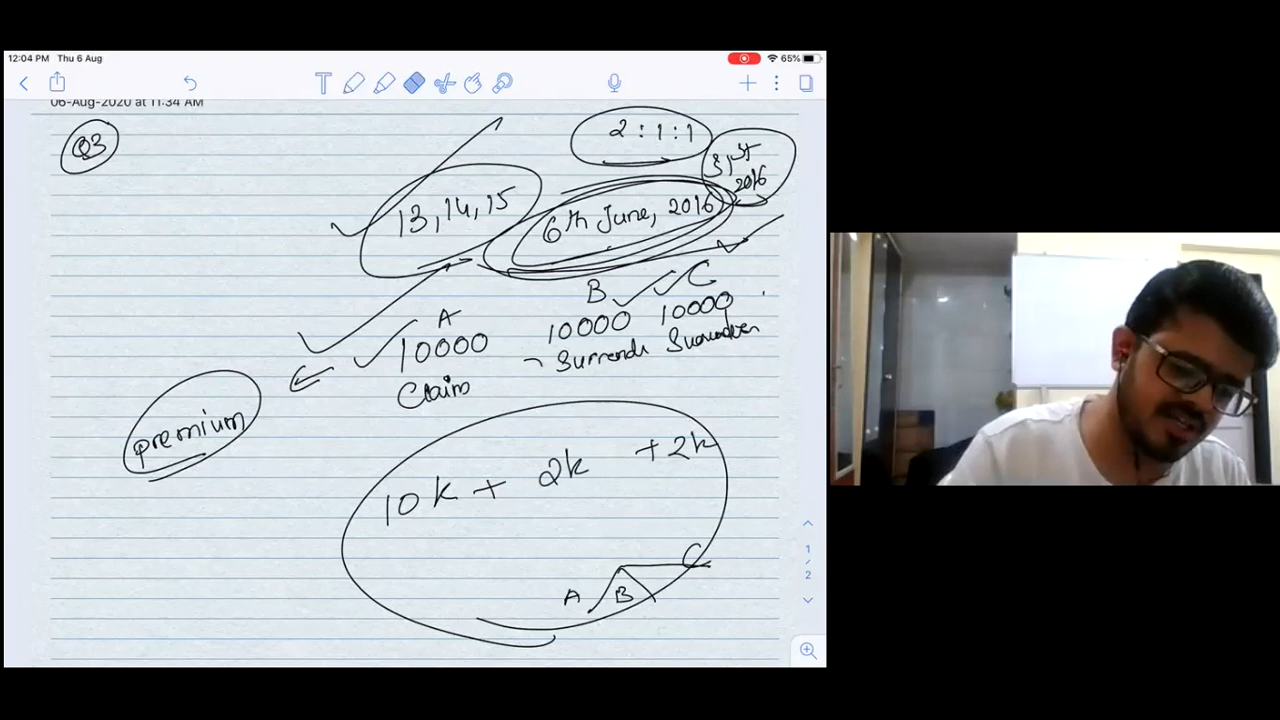 12:04 PM Thu 6 Aug
65%
06-Aug-2020 at 11:34 AM
Q3
2 : 1 : 1
31st
2016
13, 14, 15
6th June, 2016
A
B
C
10000
10000
10000
Claim
Surrender
Surrender
premium
10k + 2k + 2k
A
B
C
1
2